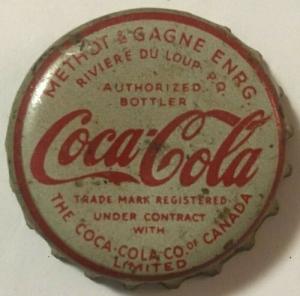 METHOT & GAGNE ENRG.
RIVIERE DU LOUP, P.Q.
AUTHORIZED
BOTTLER
Coca-Cola
TRADE MARK REGISTERED
UNDER CONTRACT
WITH
THE COCA-COLA CO. OF CANADA
LIMITED